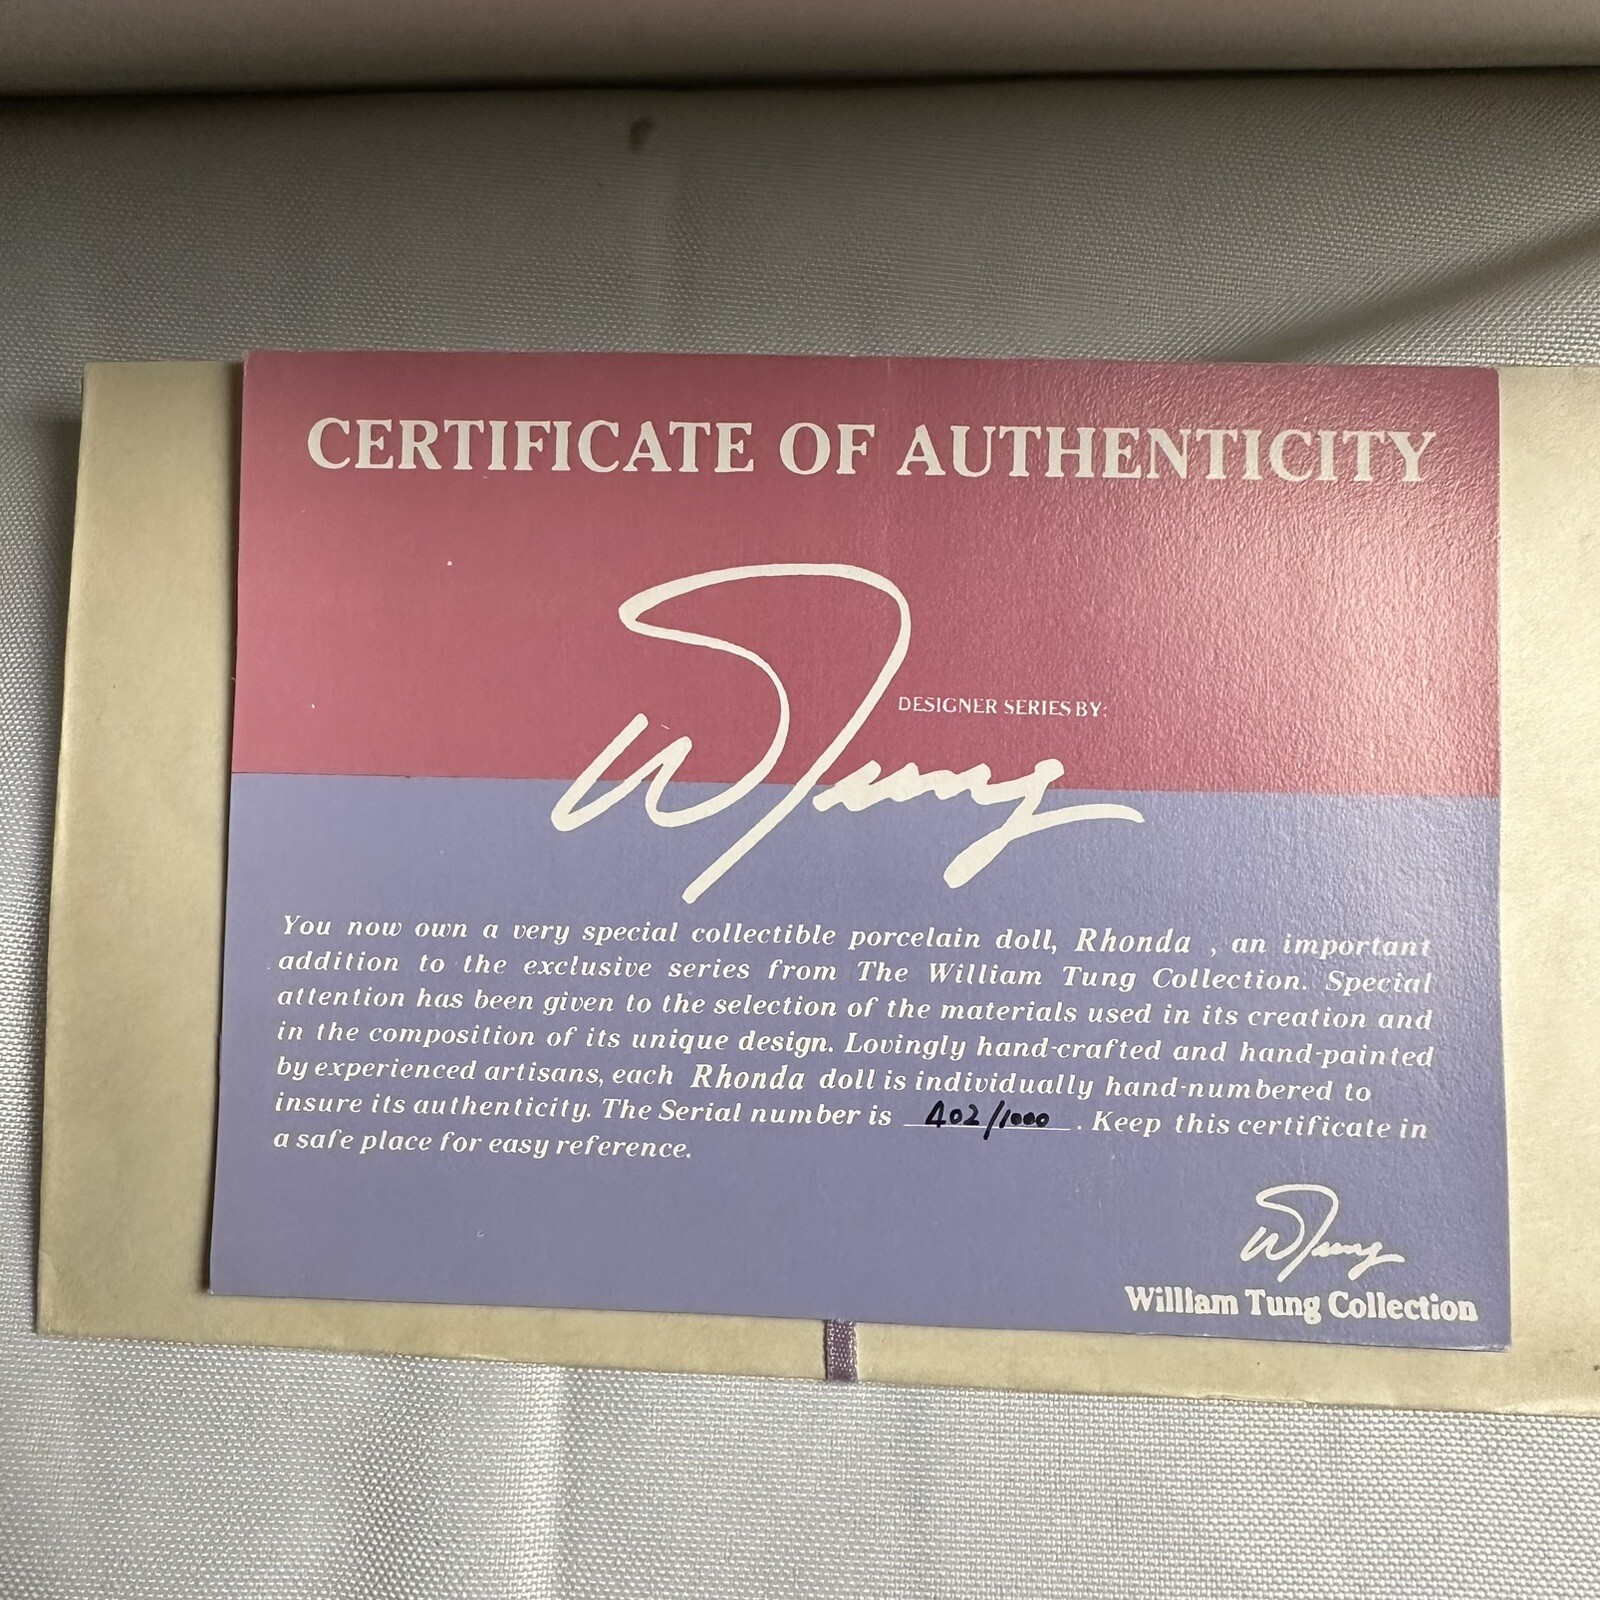 CERTIFICATE OF AUTHENTICITY
DESIGNER SERIES BY:
W Tung
You now own a very special collectible porcelain doll, Rhonda , an important
addition to the exclusive series from The William Tung Collection. Special
attention has been given to the selection of the materials used in its creation and
in the composition of its unique design. Lovingly hand-crafted and hand-painted
by experienced artisans, each Rhonda doll is individually hand-numbered to
insure its authenticity. The Serial number is 402/1000 . Keep this certificate in
a safe place for easy reference.
W Tung
William Tung Collection